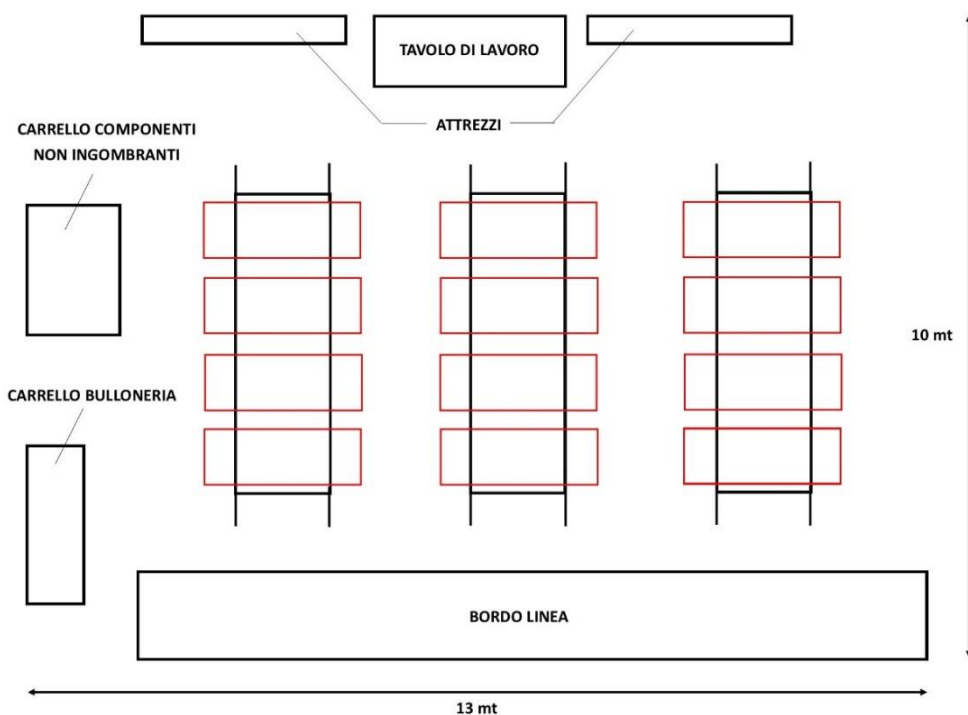 TAVOLO DI LAVORO
ATTREZZI
CARRELLO COMPONENTI
NON INGOMBRANTI
10 mt
CARRELLO BULLONERIA
BORDO LINEA
13 mt